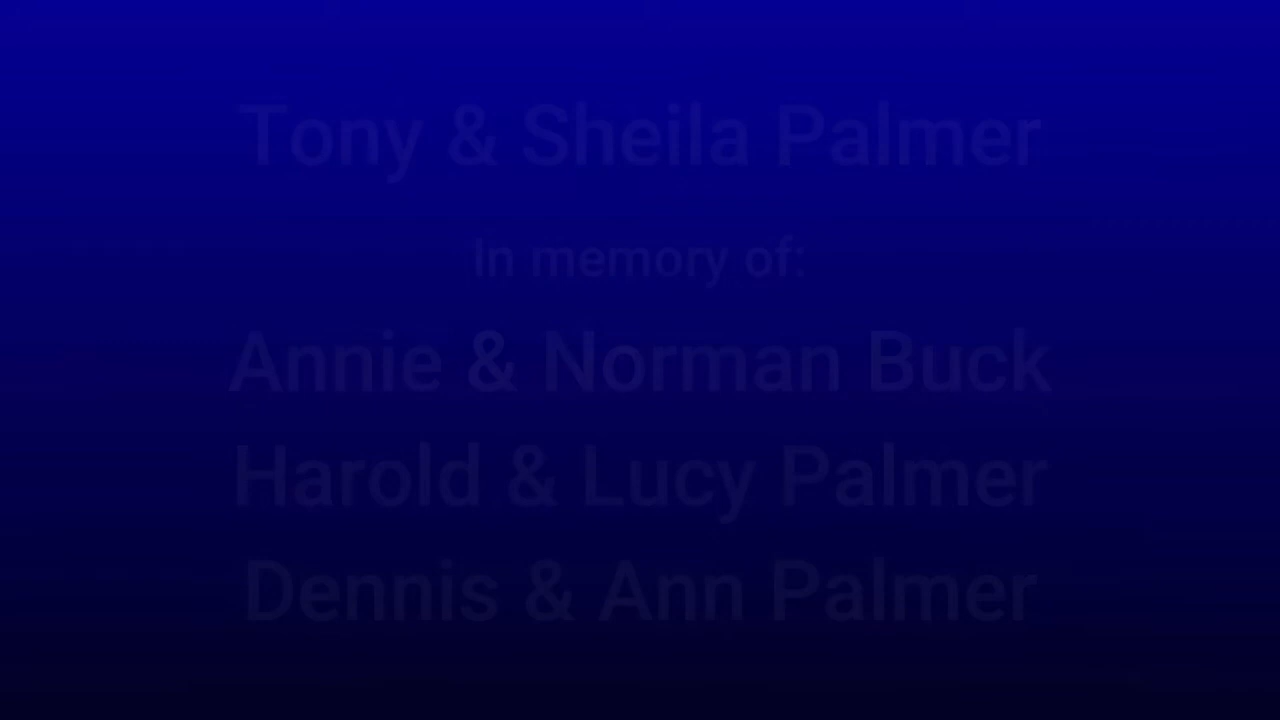 Tony & Sheila Palmer
In memory of:
Annie & Norman Buck
Harold & Lucy Palmer
Dennis & Ann Palmer